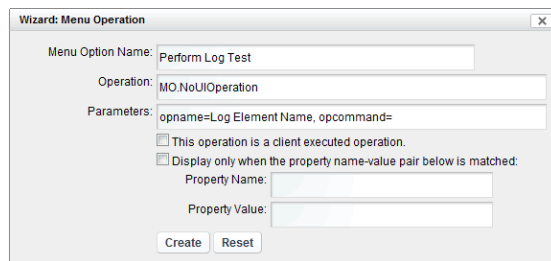 Wizard: Menu Operation
Menu Option Name: Perform Log Test
Operation: MO.NoUIOperation
Parameters: opname=Log Element Name, opcommand=
This operation is a client executed operation.
Display only when the property name-value pair below is matched:
Property Name:
Property Value:
Create Reset